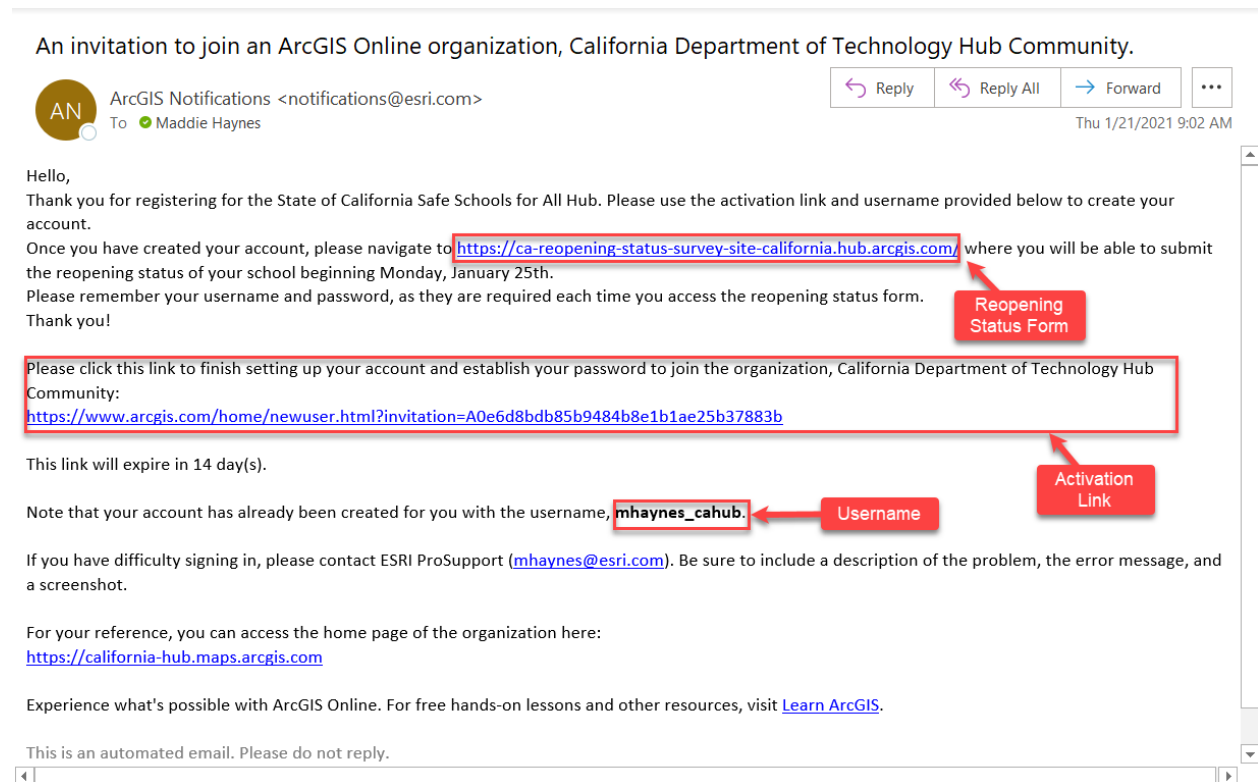 An invitation to join an ArcGIS Online organization, California Department of Technology Hub Community.
AN
ArcGIS Notifications <notifications@esri.com>
To Maddie Haynes
Reply
Reply All
Forward
Thu 1/21/2021 9:02 AM
Hello,
Thank you for registering for the State of California Safe Schools for All Hub. Please use the activation link and username provided below to create your
account.
Once you have created your account, please navigate to https://ca-reopening-status-survey-site-california.hub.arcgis.com/ where you will be able to submit
the reopening status of your school beginning Monday, January 25th.
Please remember your username and password, as they are required each time you access the reopening status form.
Thank you!
Reopening
Status Form
Please click this link to finish setting up your account and establish your password to join the organization, California Department of Technology Hub
Community:
https://www.arcgis.com/home/newuser.html?invitation=A0e6d8bdb85b9484b8e1b1ae25b37883b
This link will expire in 14 day(s).
Activation
Link
Note that your account has already been created for you with the username, mhaynes_cahub.
Username
If you have difficulty signing in, please contact ESRI ProSupport (mhaynes@esri.com). Be sure to include a description of the problem, the error message, and
a screenshot.
For your reference, you can access the home page of the organization here:
https://california-hub.maps.arcgis.com
Experience what's possible with ArcGIS Online. For free hands-on lessons and other resources, visit Learn ArcGIS.
This is an automated email. Please do not reply.